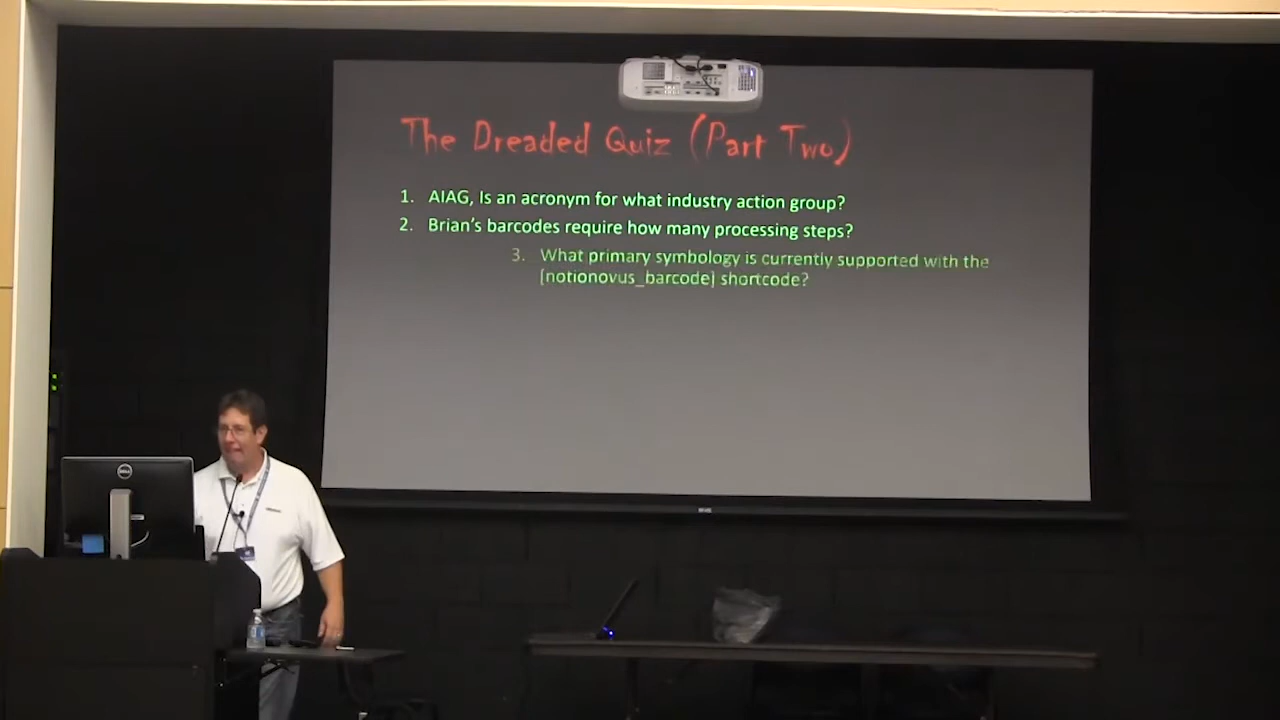 The Dreaded Quiz (Part Two)
1. AIAG, Is an acronym for what industry action group?
2. Brian's barcodes require how many processing steps?
3. What primary symbology is currently supported with the
[notionovus_barcode] shortcode?
DELL